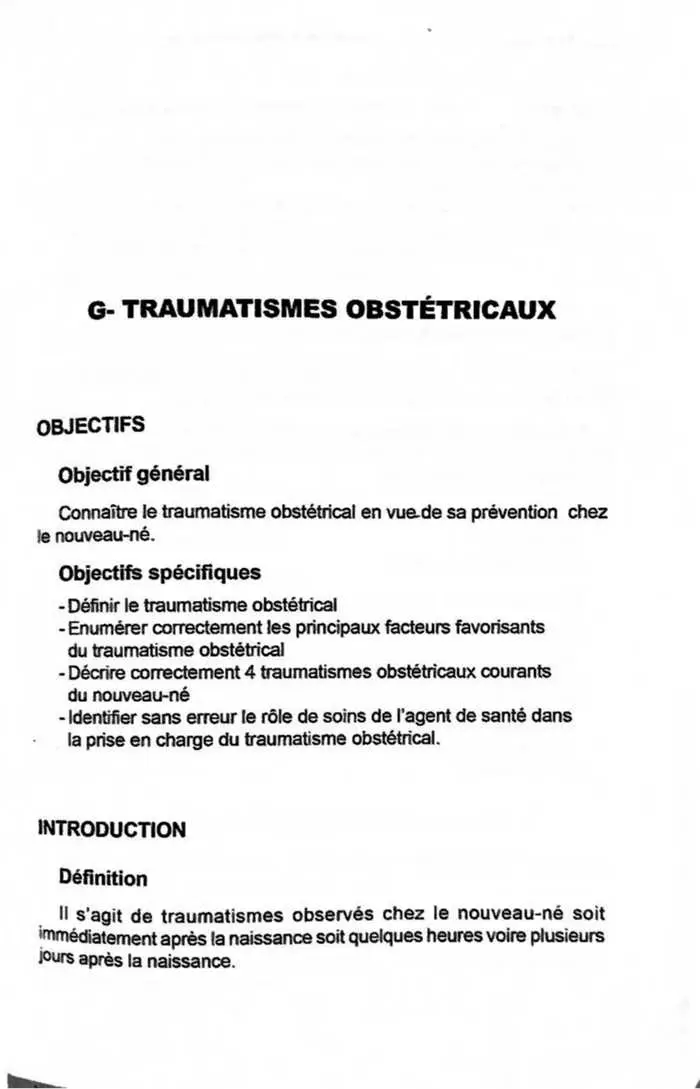 G- TRAUMATISMES OBSTÉTRICAUX
OBJECTIFS
Objectif général
Connaître le traumatisme obstétrical en vue de sa prévention chez
le nouveau-né.
Objectifs spécifiques
- Définir le traumatisme obstétrical
- Enumérer correctement les principaux facteurs favorisants
du traumatisme obstétrical
- Décrire correctement 4 traumatismes obstétricaux courants
du nouveau-né
- Identifier sans erreur le rôle de soins de l'agent de santé dans
la prise en charge du traumatisme obstétrical.
INTRODUCTION
Définition
Il s'agit de traumatismes observés chez le nouveau-né soit
immédiatement après la naissance soit quelques heures voire plusieurs
jours après la naissance.